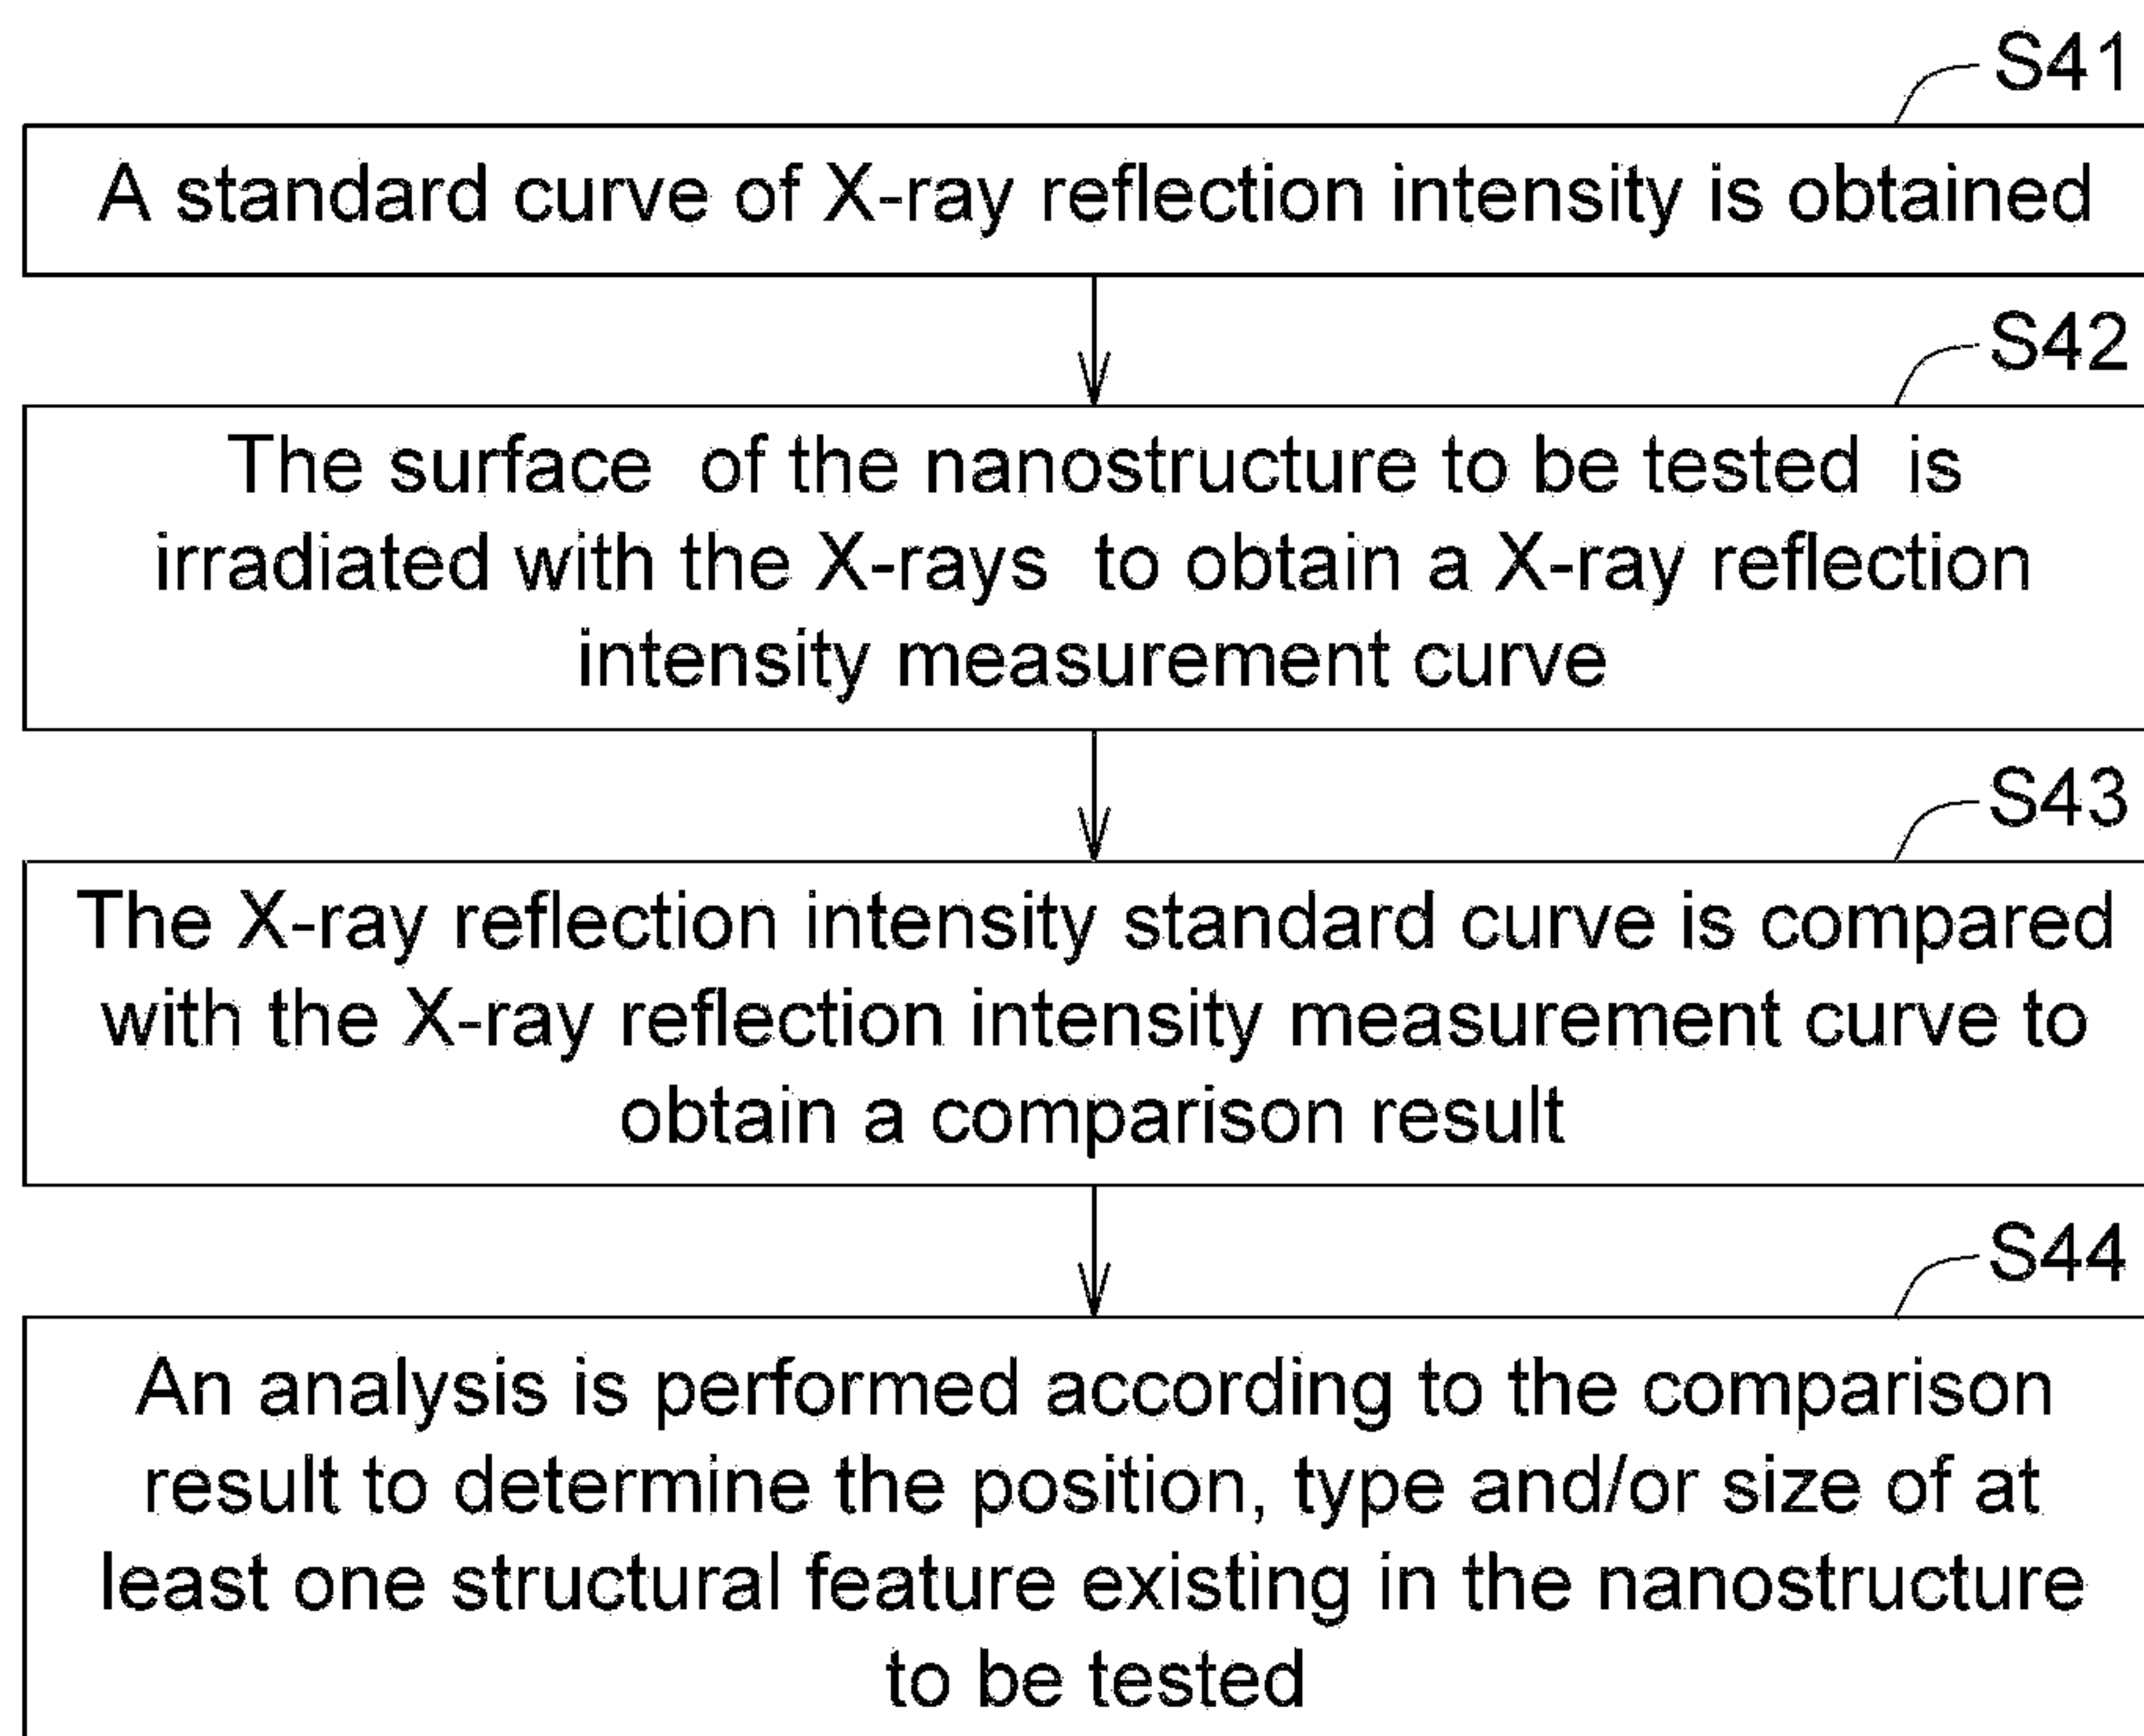 S41
A standard curve of X-ray reflection intensity is obtained
S42
The surface of the nanostructure to be tested is
irradiated with the X-rays to obtain a X-ray reflection
intensity measurement curve
S43
The X-ray reflection intensity standard curve is compared
with the X-ray reflection intensity measurement curve to
obtain a comparison result
S44
An analysis is performed according to the comparison
result to determine the position, type and/or size of at
least one structural feature existing in the nanostructure
to be tested